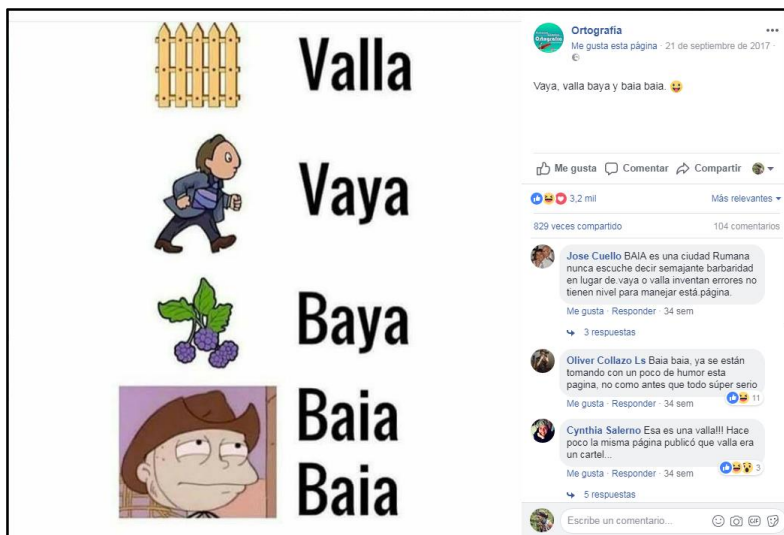 Valla
Vaya
Baya
Baia
Baia
Ortografía
Me gusta esta página · 21 de septiembre de 2017 ·
Vaya, valla baya y baia baia.
Me gusta Comentar Compartir
3,2 mil Más relevantes
829 veces compartido 104 comentarios
Jose Cuello BAIA es una ciudad Rumana
nunca escuche decir semajante barbaridad
en lugar de.vaya o valla inventan errores no
tienen nivel para manejar está.página.
Me gusta · Responder · 34 sem
3 respuestas
Oliver Collazo Ls Baia baia, ya se están
tomando con un poco de humor esta
pagina, no como antes que todo súper serio
11
Me gusta · Responder · 34 sem
Cynthia Salerno Esa es una valla!!! Hace
poco la misma página publicó que valla era
un cartel...
3
Me gusta · Responder · 34 sem
5 respuestas
Escribe un comentario...
GIF